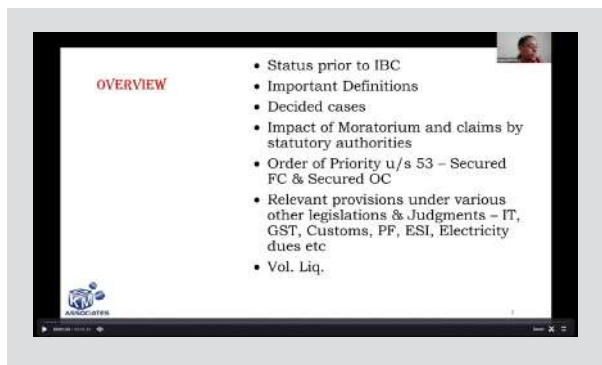 OVERVIEW
• Status prior to IBC
• Important Definitions
• Decided cases
• Impact of Moratorium and claims by
statutory authorities
• Order of Priority u/s 53 – Secured
FC & Secured OC
• Relevant provisions under various
other legislations & Judgments – IT,
GST, Customs, PF, ESI, Electricity
dues etc
• Vol. Liq.
KM
ASSOCIATES